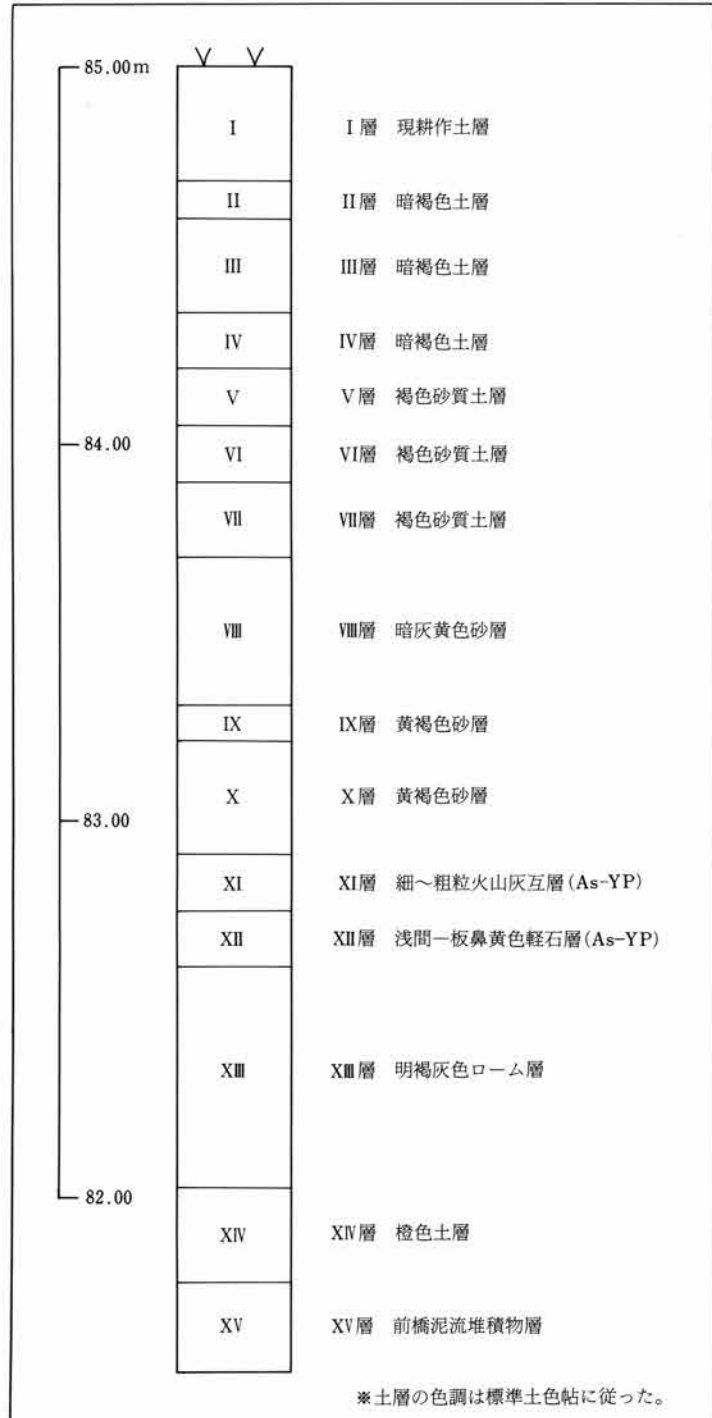 85.00m
I I層 現耕作土層
II II層 暗褐色土層
III III層 暗褐色土層
IV IV層 暗褐色土層
V V層 褐色砂質土層
84.00
VI VI層 褐色砂質土層
VII VII層 褐色砂質土層
VIII VIII層 暗灰黄色砂層
IX IX層 黄褐色砂層
X X層 黄褐色砂層
83.00
XI XI層 細〜粗粒火山灰互層(As-YP)
XII XII層 浅間ー板鼻黄色軽石層(As-YP)
XIII XIII層 明褐灰色ローム層
82.00
XIV XIV層 橙色土層
XV XV層 前橋泥流堆積物層
※土層の色調は標準土色帖に従った。